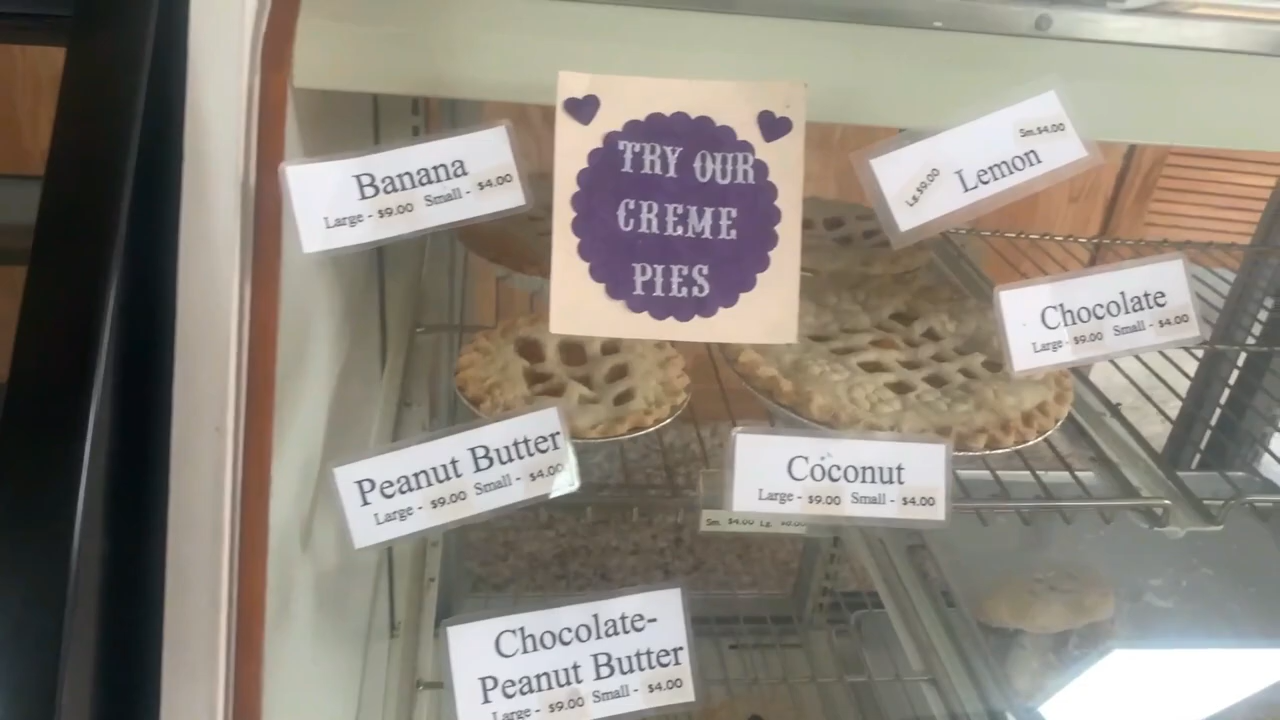 TRY OUR
CREME
PIES
Banana
Large - $9.00 Small - $4.00
Sm.$4.00
Lg.$9.00
Lemon
Chocolate
Large - $9.00 Small - $4.00
Peanut Butter
Large - $9.00 Small - $4.00
Coconut
Large - $9.00 Small - $4.00
Sm. $4.00 Lg.
Chocolate-
Peanut Butter
Large - $9.00 Small - $4.00